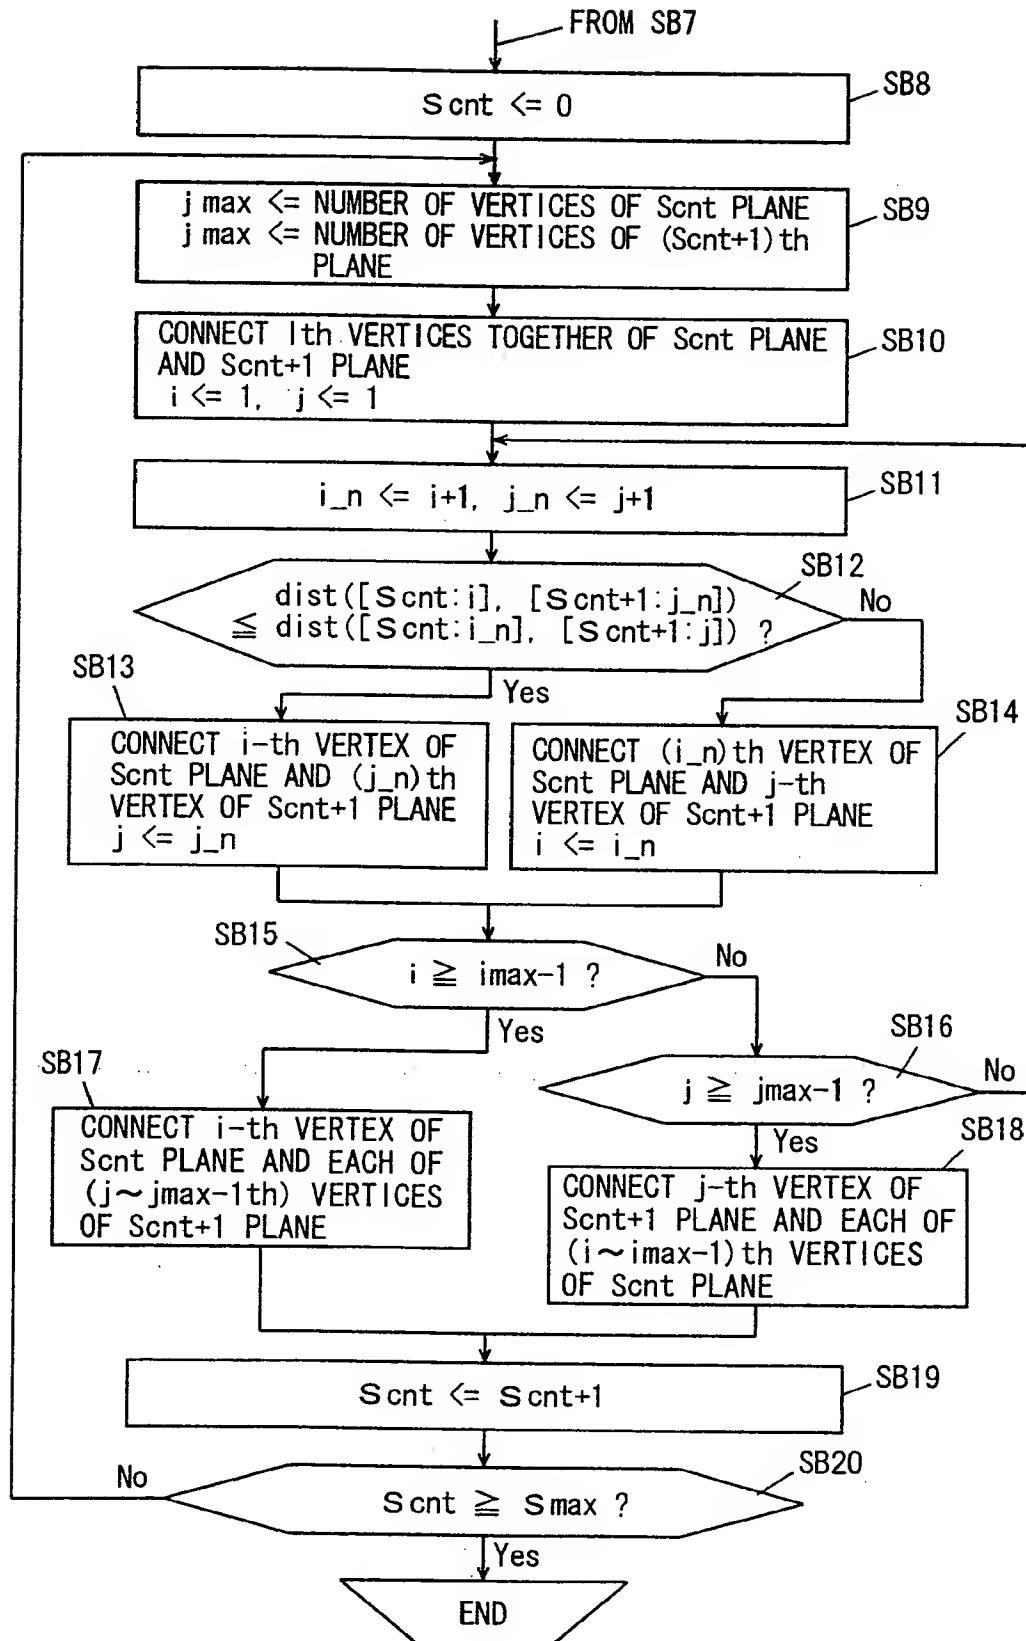 FROM SB7
SB8
Scnt <= 0
j max <= NUMBER OF VERTICES OF Scnt PLANE
SB9
j max <= NUMBER OF VERTICES OF (Scnt+1)th
PLANE
CONNECT 1th VERTICES TOGETHER OF Scnt PLANE
SB10
AND Scnt+1 PLANE
i <= 1, j <= 1
i_n <= i+1, j_n <= j+1
SB11
SB12
dist([Scnt:i], [Scnt+1:j_n])
≦ dist([Scnt:i_n], [Scnt+1:j]) ?
No
Yes
SB13
CONNECT i-th VERTEX OF
Scnt PLANE AND (j_n)th
VERTEX OF Scnt+1 PLANE
j <= j_n
SB14
CONNECT (i_n)th VERTEX OF
Scnt PLANE AND j-th
VERTEX OF Scnt+1 PLANE
i <= i_n
SB15
i ≧ imax-1 ?
No
Yes
SB16
j ≧ jmax-1 ?
No
Yes
SB17
CONNECT i-th VERTEX OF
Scnt PLANE AND EACH OF
(j~jmax-1th) VERTICES
OF Scnt+1 PLANE
SB18
CONNECT j-th VERTEX OF
Scnt+1 PLANE AND EACH OF
(i~imax-1)th VERTICES
OF Scnt PLANE
Scnt <= Scnt+1
SB19
SB20
No
Scnt ≧ Smax ?
Yes
END